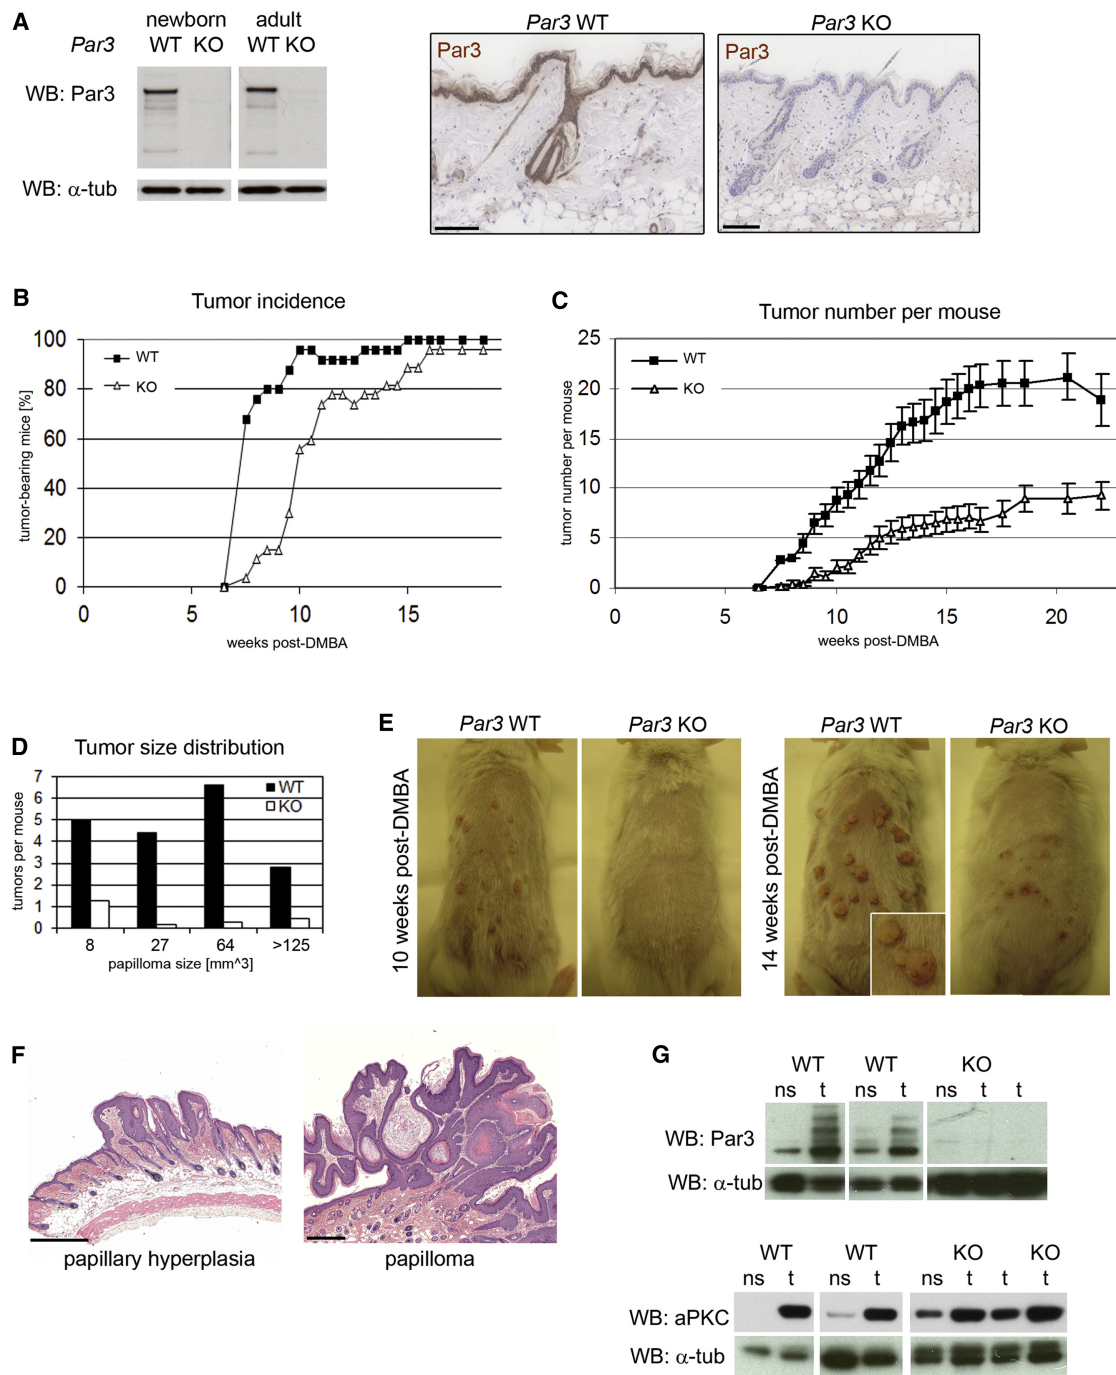 A
newborn adult
Par3 WT KO WT KO
WB: Par3
WB: α-tub
Par3 WT Par3 KO
Par3 Par3
B
Tumor incidence
tumor-bearing mice [%]
100
80
60
40
20
0
WT
KO
0 5 10 15
weeks post-DMBA
C
Tumor number per mouse
tumor number per mouse
25
20
15
10
5
0
WT
KO
0 5 10 15 20
weeks post-DMBA
D
Tumor size distribution
tumors per mouse
7
6
5
4
3
2
1
0
WT
KO
8 27 64 >125
papilloma size [mm^3]
E
Par3 WT Par3 KO Par3 WT Par3 KO
10 weeks post-DMBA
14 weeks post-DMBA
F
papillary hyperplasia papilloma
G
WT WT KO
ns t ns t ns t t
WB: Par3
WB: α-tub
WT WT KO KO
ns t ns t ns t t t
WB: aPKC
WB: α-tub